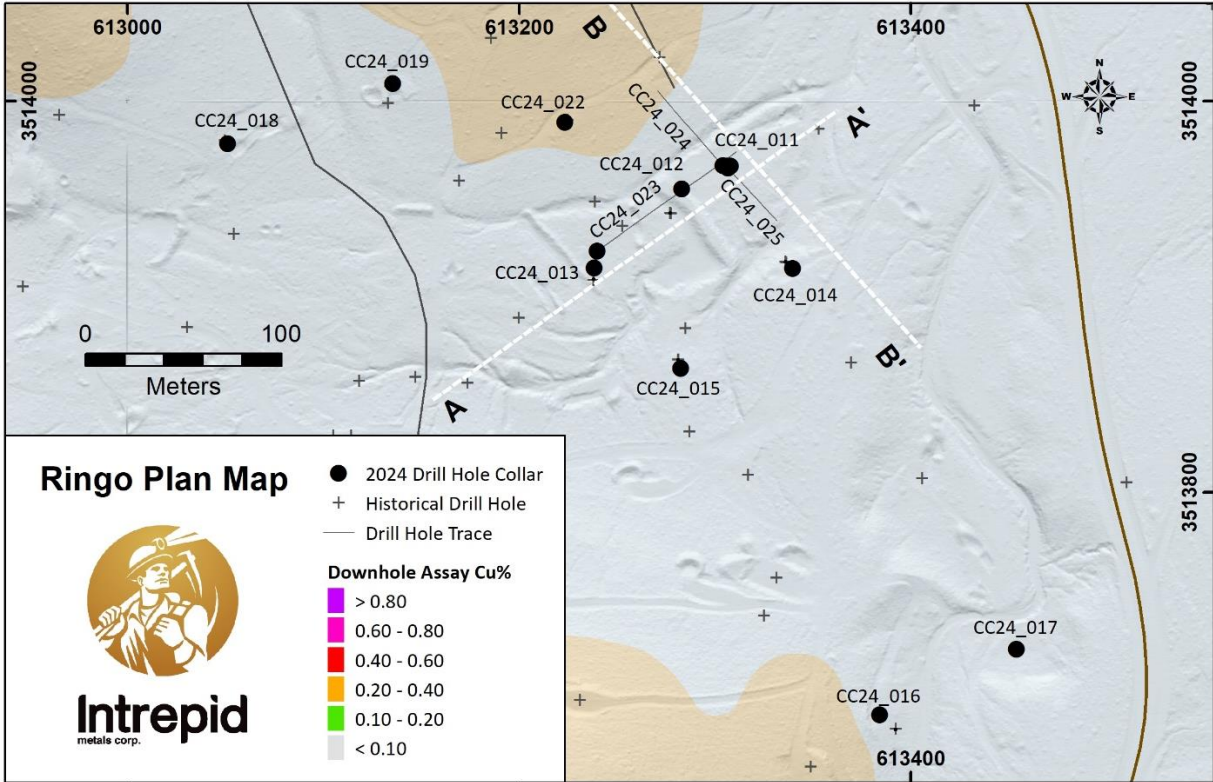 613000
613200
613400
B
N
W E
S
CC24_019
3514000
CC24_022
CC24_024
A'
3514000
CC24_018
CC24_011
CC24_012
CC24_023
CC24_025
CC24_013
CC24_014
0 100
Meters
B'
CC24_015
A
Ringo Plan Map
2024 Drill Hole Collar
Historical Drill Hole
Drill Hole Trace
Downhole Assay Cu%
> 0.80
0.60 - 0.80
0.40 - 0.60
0.20 - 0.40
0.10 - 0.20
< 0.10
Intrepid
metals corp.
3513800
CC24_017
CC24_016
613400